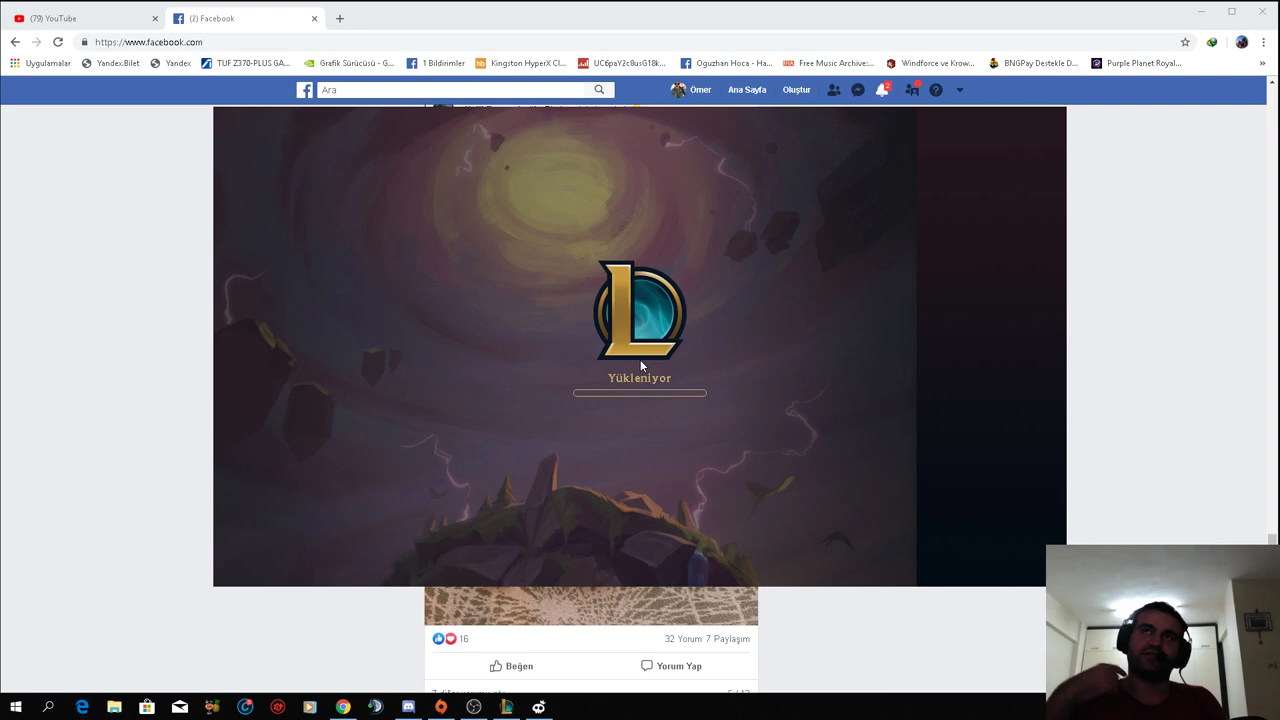 (79) YouTube
(2) Facebook
https://www.facebook.com
Uygulamalar
Yandex.Bilet
Yandex
TUF Z370-PLUS GA...
Grafik Sürücüsü - G...
1 Bildirimler
Kingston HyperX Cl...
UC6paY2c8usG18k...
Oguzhan Hoca - Ha...
Free Music Archive:...
Windforce ve Krow...
BNGPay Destekle D...
Purple Planet Royal...
»
Ara
Ömer
Ana Sayfa
Oluştur
2
Yükleniyor
16
32 Yorum 7 Paylaşım
Beğen
Yorum Yap